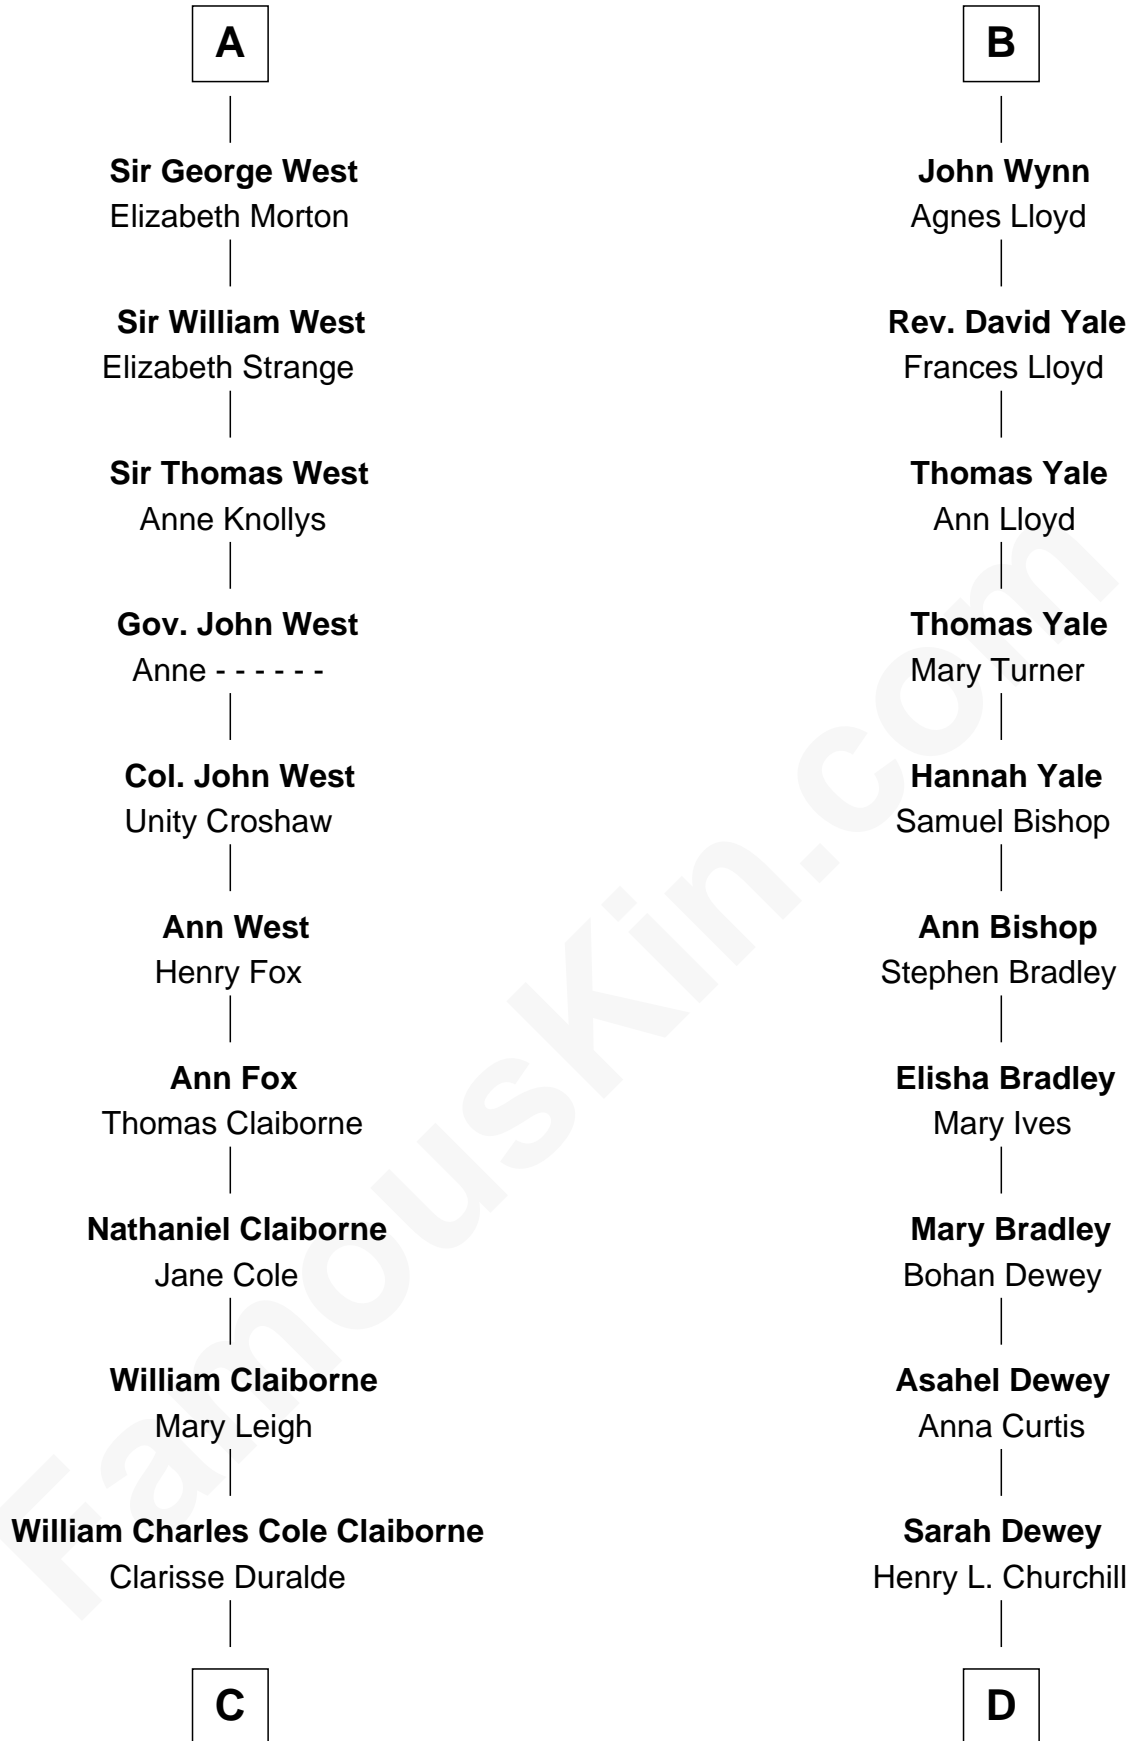 A
Sir George West
Elizabeth Morton
Sir William West
Elizabeth Strange
Sir Thomas West
Anne Knollys
Gov. John West
Anne - - - - - -
Col. John West
Unity Croshaw
Ann West
Henry Fox
Ann Fox
Thomas Claiborne
Nathaniel Claiborne
Jane Cole
William Claiborne
Mary Leigh
William Charles Cole Claiborne
Clarisse Duralde
C
B
John Wynn
Agnes Lloyd
Rev. David Yale
Frances Lloyd
Thomas Yale
Ann Lloyd
Thomas Yale
Mary Turner
Hannah Yale
Samuel Bishop
Ann Bishop
Stephen Bradley
Elisha Bradley
Mary Ives
Mary Bradley
Bohan Dewey
Asahel Dewey
Anna Curtis
Sarah Dewey
Henry L. Churchill
D
FamousKin.com